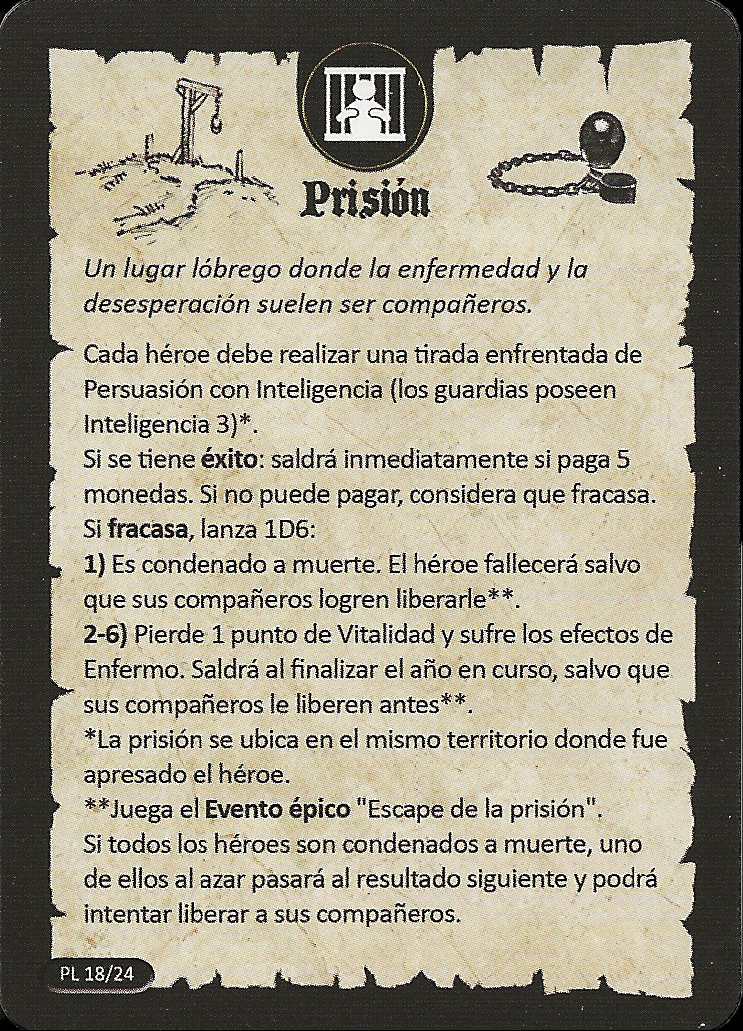 Prisión
Un lugar lóbrego donde la enfermedad y la
desesperación suelen ser compañeros.
Cada héroe debe realizar una tirada enfrentada de
Persuasión con Inteligencia (los guardias poseen
Inteligencia 3)*.
Si se tiene éxito: saldrá inmediatamente si paga 5
monedas. Si no puede pagar, considera que fracasa.
Si fracasa, lanza 1D6:
1) Es condenado a muerte. El héroe fallecerá salvo
que sus compañeros logren liberarle**.
2-6) Pierde 1 punto de Vitalidad y sufre los efectos de
Enfermo. Saldrá al finalizar el año en curso, salvo que
sus compañeros le liberen antes**.
*La prisión se ubica en el mismo territorio donde fue
apresado el héroe.
**Juega el Evento épico "Escape de la prisión".
Si todos los héroes son condenados a muerte, uno
de ellos al azar pasará al resultado siguiente y podrá
intentar liberar a sus compañeros.
PL 18/24